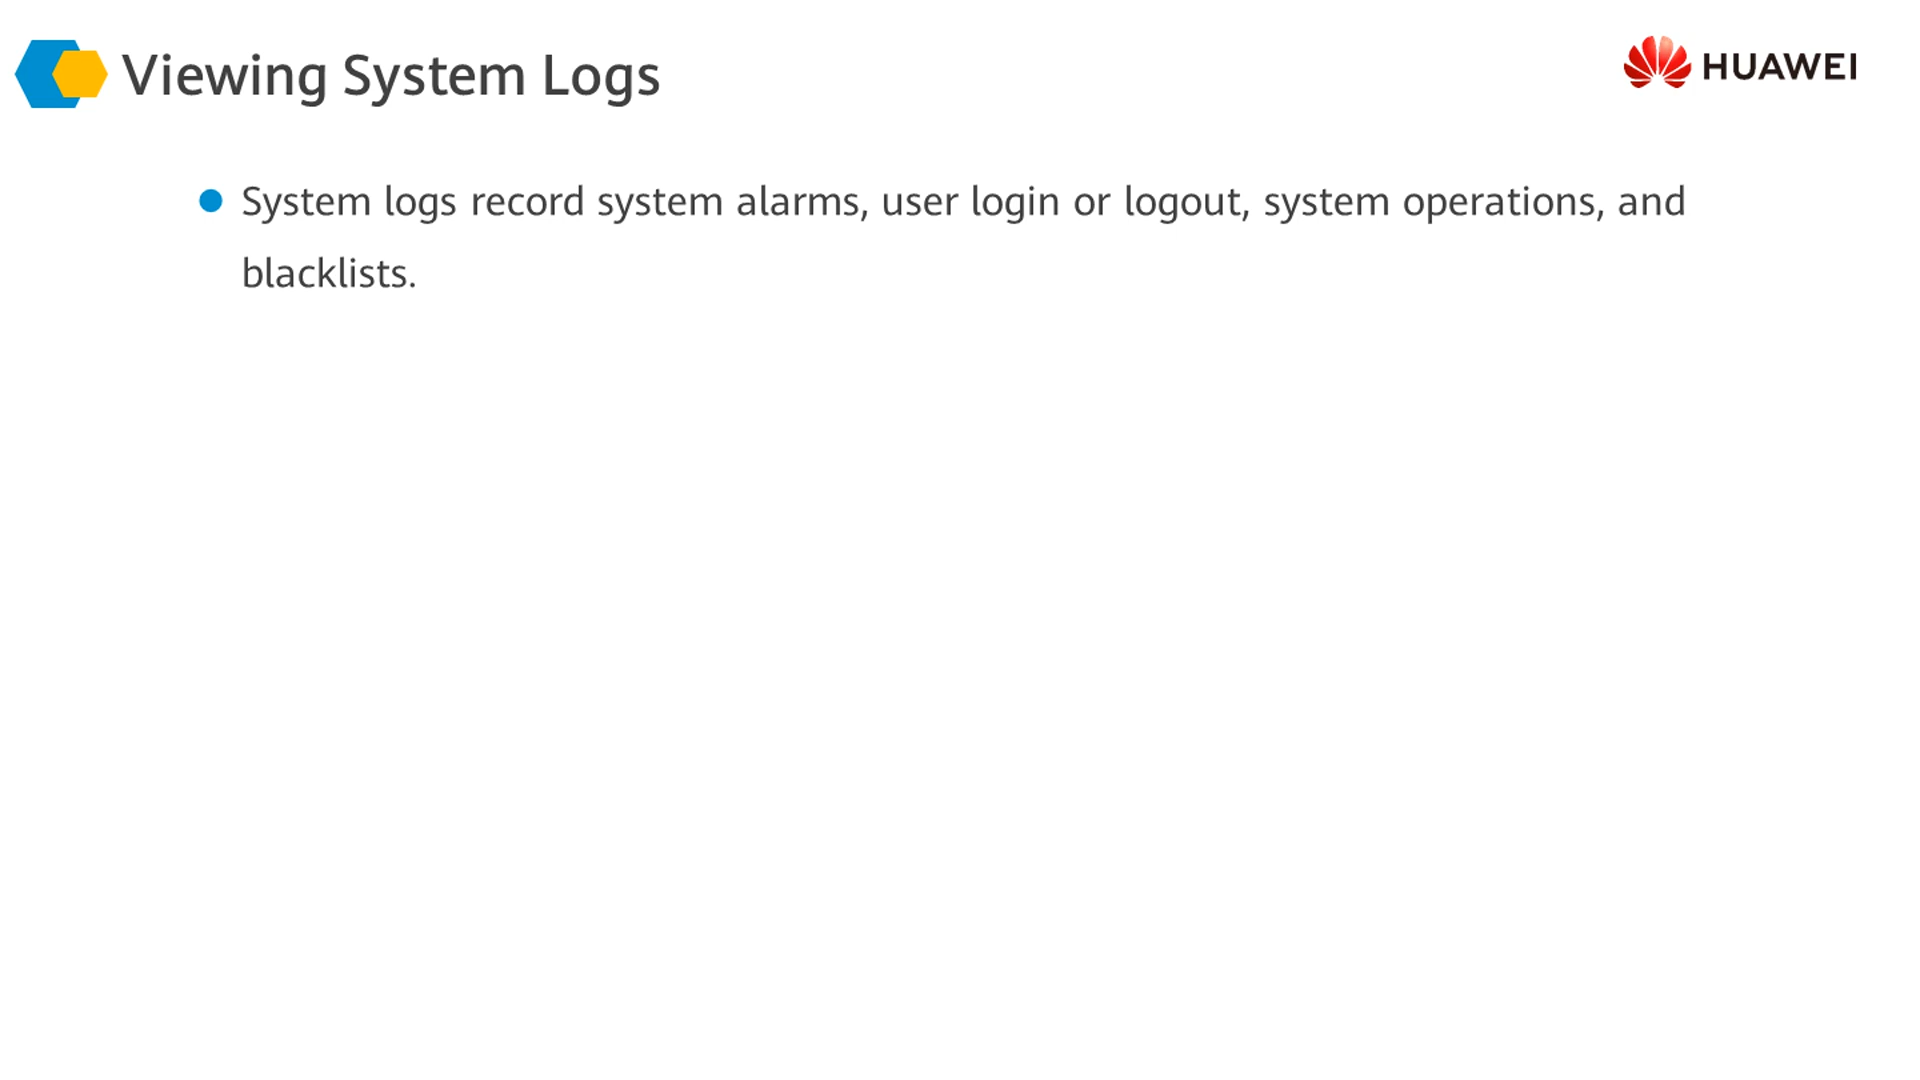 Viewing System Logs
HUAWEI
System logs record system alarms, user login or logout, system operations, and
blacklists.